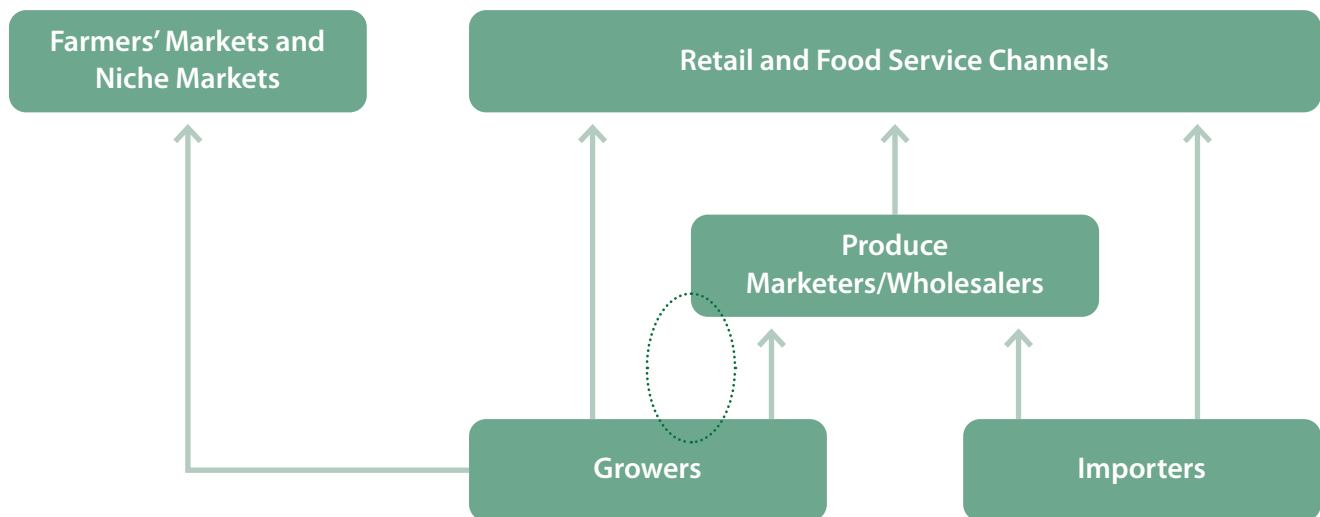 Farmers’ Markets and
Niche Markets
Retail and Food Service Channels
Produce
Marketers/Wholesalers
Growers
Importers